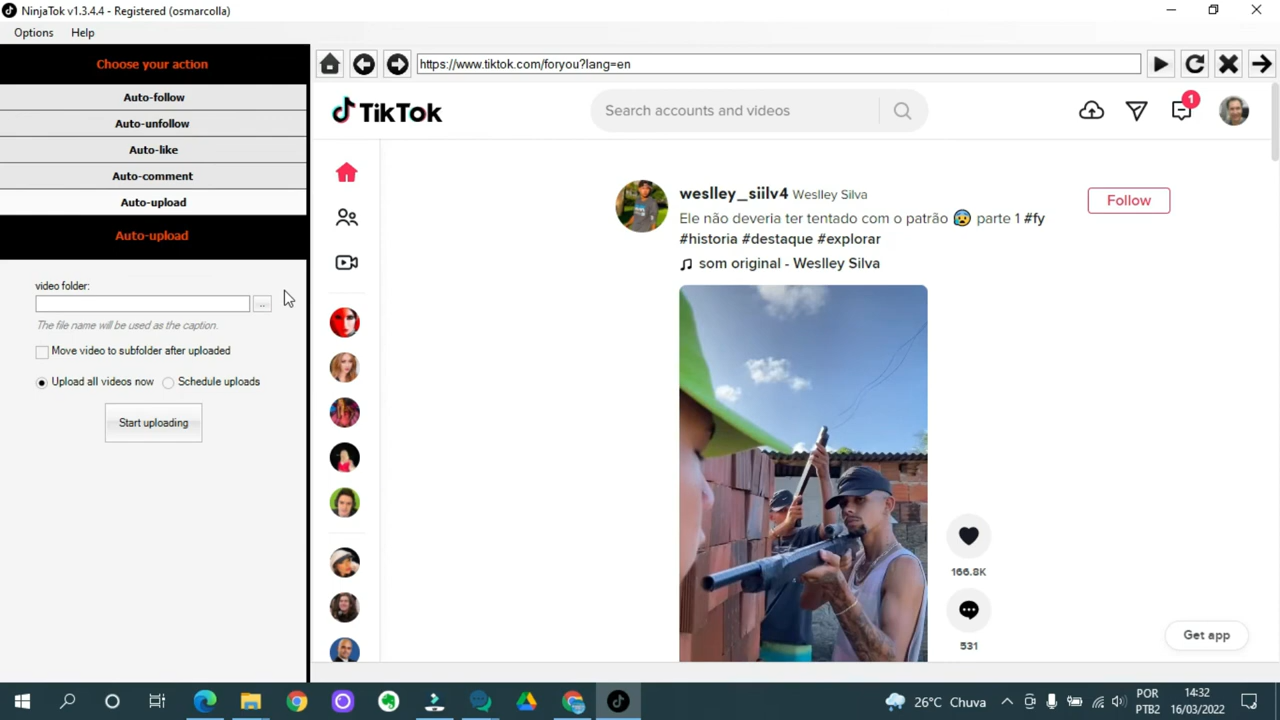 NinjaTok v1.3.4.4 - Registered (osmarcolla)
Options Help
Choose your action
Auto-follow
Auto-unfollow
Auto-like
Auto-comment
Auto-upload
Auto-upload
video folder:
..
The file name will be used as the caption.
Move video to subfolder after uploaded
Upload all videos now Schedule uploads
Start uploading
https://www.tiktok.com/foryou?lang=en
TikTok
Search accounts and videos
1
weslley_siilv4 Weslley Silva
Ele não deveria ter tentado com o patrão 😰 parte 1 #fy
#historia #destaque #explorar
som original - Weslley Silva
Follow
166.8K
531
Get app
26°C Chuva
POR
PTB2
14:32
16/03/2022